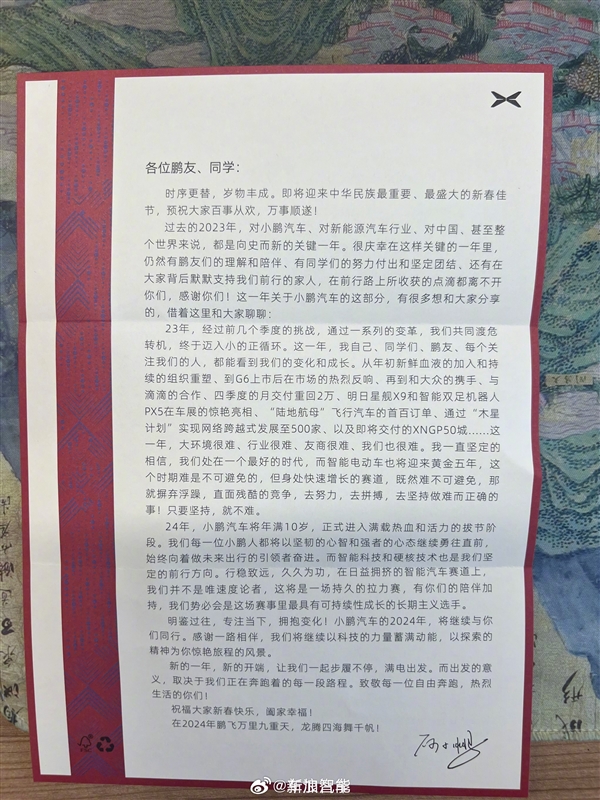 各位鹏友、同学：
时序更替，岁物丰成。即将迎来中华民族最重要、最盛大的新春佳
节，预祝大家百事从欢，万事顺遂！
过去的2023年，对小鹏汽车、对新能源汽车行业、对中国、甚至整
个世界来说，都是向史而新的关键一年。很庆幸在这样关键的一年里，
仍然有鹏友们的理解和陪伴、有同学们的努力付出和坚定团结、还有在
大家背后默默支持我们前行的家人，在前行路上所收获的点滴都离不开
你们，感谢你们！这一年关于小鹏汽车的这部分，有很多想和大家分享
的，借着这里和大家聊聊：
23年，经过前几个季度的挑战，通过一系列的变革，我们共同渡危
转机，终于迈入小的正循环。这一年，我自己、同学们、鹏友、每个关
注我们的人，都能看到我们的变化和成长。从年初新鲜血液的加入和持
续的组织重塑、到G6上市后在市场的热烈反响、再到和大众的携手、与
滴滴的合作、四季度的月交付重回2万、明日星舰X9和智能双足机器人
PX5在车展的惊艳亮相、“陆地航母”飞行汽车的首百订单、通过“木星
计划”实现网络跨越式发展至500家、以及即将交付的XNGP50城……这
一年，大环境很难、行业很难、友商很难、我们也很难。我一直坚定的
相信，我们处在一个最好的时代，而智能电动车也将迎来黄金五年，这
个时期难是不可避免的，但身处快速增长的赛道，既然难不可避免，那
就摒弃浮躁，直面残酷的竞争，去努力，去拼搏，去坚持做难而正确的
事！只要坚持，就不难。
24年，小鹏汽车将年满10岁，正式进入满载热血和活力的拔节阶
段。我们每一位小鹏人都将以坚韧的心智和强者的心态继续勇往直前，
始终向着做未来出行的引领者奋进。而智能科技和硬核技术也是我们坚
定的前行方向。行稳致远，久久为功，在日益拥挤的智能汽车赛道上，
我们并不是唯速度论者，这将是一场持久的拉力赛，有你们的陪伴加
持，我们势必会是这场赛事里最具有可持续性成长的长期主义选手。
明鉴过往，专注当下，拥抱变化！小鹏汽车的2024年，将继续与你
们同行。感谢一路相伴，我们将继续以科技的力量蓄满动能，以探索的
精神为你惊艳旅程的风景。
新的一年，新的开端，让我们一起步履不停，满电出发。而出发的意
义，取决于我们正在奔跑着的每一段路程。致敬每一位自由奔跑，热烈
生活的你们！
祝福大家新春快乐，阖家幸福！
在2024年鹏飞万里九重天，龙腾四海舞千帆！
何小鹏
@新浪智能